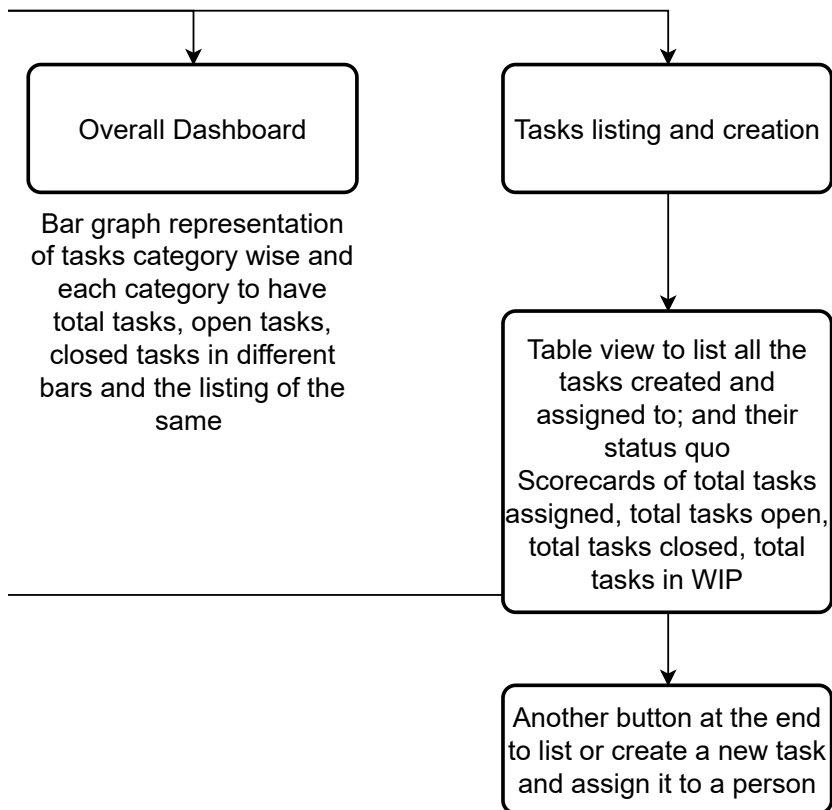 Overall Dashboard
Tasks listing and creation
Bar graph representation
of tasks category wise and
each category to have
total tasks, open tasks,
closed tasks in different
bars and the listing of the
same
Table view to list all the
tasks created and
assigned to; and their
status quo
Scorecards of total tasks
assigned, total tasks open,
total tasks closed, total
tasks in WIP
Another button at the end
to list or create a new task
and assign it to a person